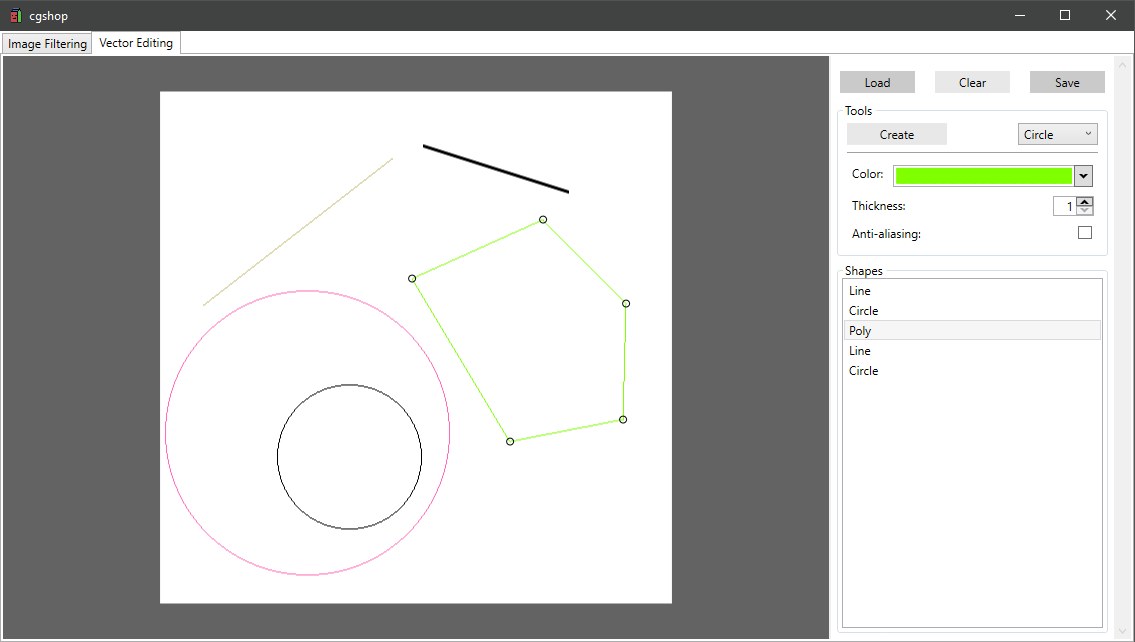 cgshop
Image Filtering
Vector Editing
Load
Clear
Save
Tools
Create
Circle
Color:
Thickness:
1
Anti-aliasing:
Shapes
Line
Circle
Poly
Line
Circle